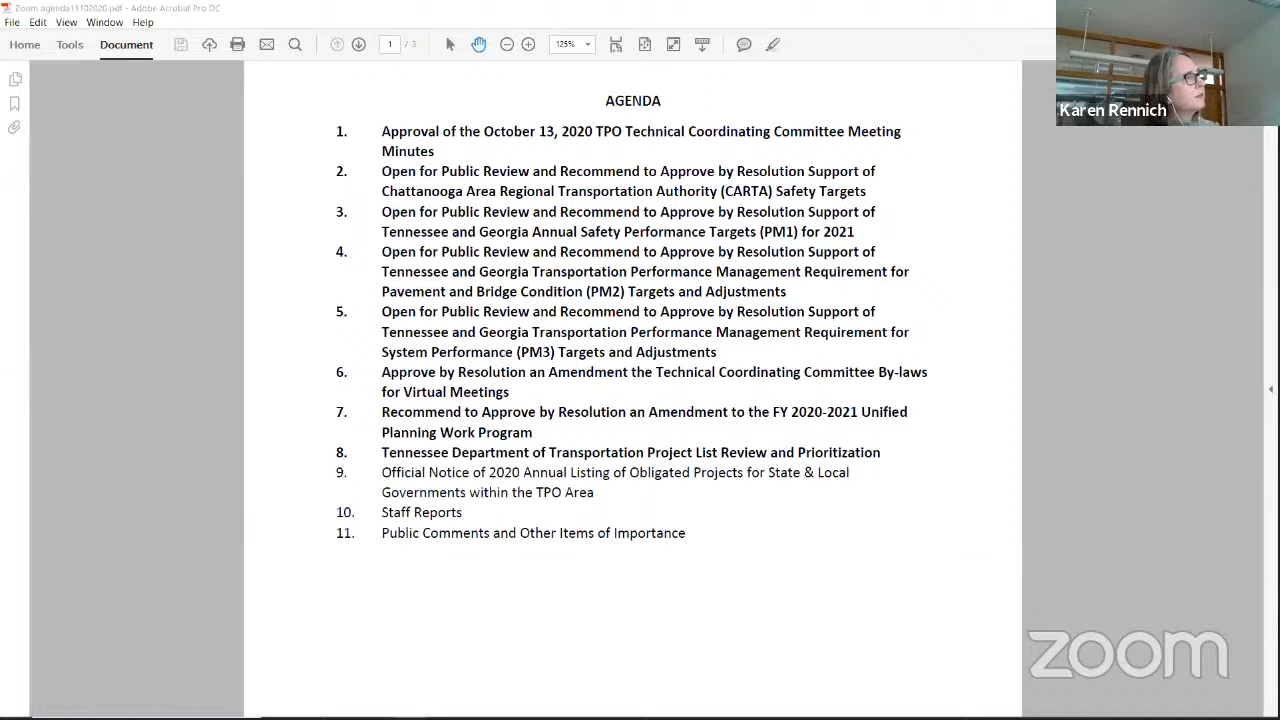 Zoom agenda11102020.pdf - Adobe Acrobat Pro DC
File Edit View Window Help
Home Tools Document 1 / 3 125%
Karen Rennich
AGENDA
1. Approval of the October 13, 2020 TPO Technical Coordinating Committee Meeting
Minutes
2. Open for Public Review and Recommend to Approve by Resolution Support of
Chattanooga Area Regional Transportation Authority (CARTA) Safety Targets
3. Open for Public Review and Recommend to Approve by Resolution Support of
Tennessee and Georgia Annual Safety Performance Targets (PM1) for 2021
4. Open for Public Review and Recommend to Approve by Resolution Support of
Tennessee and Georgia Transportation Performance Management Requirement for
Pavement and Bridge Condition (PM2) Targets and Adjustments
5. Open for Public Review and Recommend to Approve by Resolution Support of
Tennessee and Georgia Transportation Performance Management Requirement for
System Performance (PM3) Targets and Adjustments
6. Approve by Resolution an Amendment the Technical Coordinating Committee By-laws
for Virtual Meetings
7. Recommend to Approve by Resolution an Amendment to the FY 2020-2021 Unified
Planning Work Program
8. Tennessee Department of Transportation Project List Review and Prioritization
9. Official Notice of 2020 Annual Listing of Obligated Projects for State & Local
Governments within the TPO Area
10. Staff Reports
11. Public Comments and Other Items of Importance
zoom